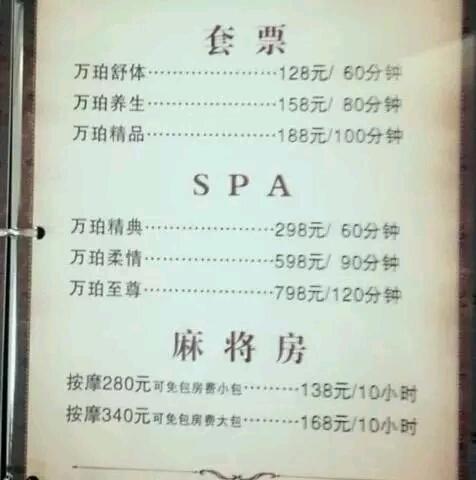 套票
万珀舒体························128元/ 60分钟
万珀养生························158元/ 80分钟
万珀精品························188元/100分钟
SPA
万珀精典························298元/ 60分钟
万珀柔情························598元/ 90分钟
万珀至尊························798元/120分钟
麻将房
按摩280元可免包房费小包·········138元/10小时
按摩340元可免包房费大包·········168元/10小时